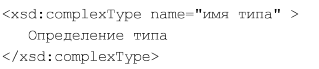 <xsd:complexType name="имя типа" >
Определение типа
</xsd:complexType>